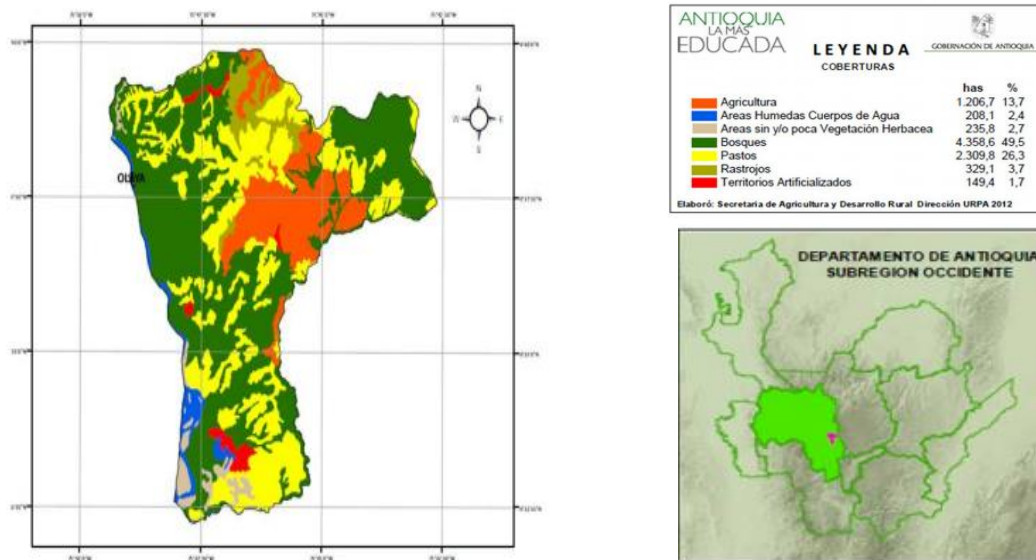 OLAYA
N
E
S
ANTIOQUIA
LA MÁS
EDUCADA
GOBERNACIÓN DE ANTIOQUIA
LEYENDA
COBERTURAS
has %
Agricultura 1.206,7 13,7
Areas Humedas Cuerpos de Agua 208,1 2,4
Areas sin y/o poca Vegetación Herbacea 235,8 2,7
Bosques 4.358,6 49,5
Pastos 2.309,8 26,3
Rastrojos 329,1 3,7
Territorios Artificializados 149,4 1,7
Elaboró: Secretaria de Agricultura y Desarrollo Rural Dirección URPA 2012
DEPARTAMENTO DE ANTIOQUIA
SUBREGION OCCIDENTE